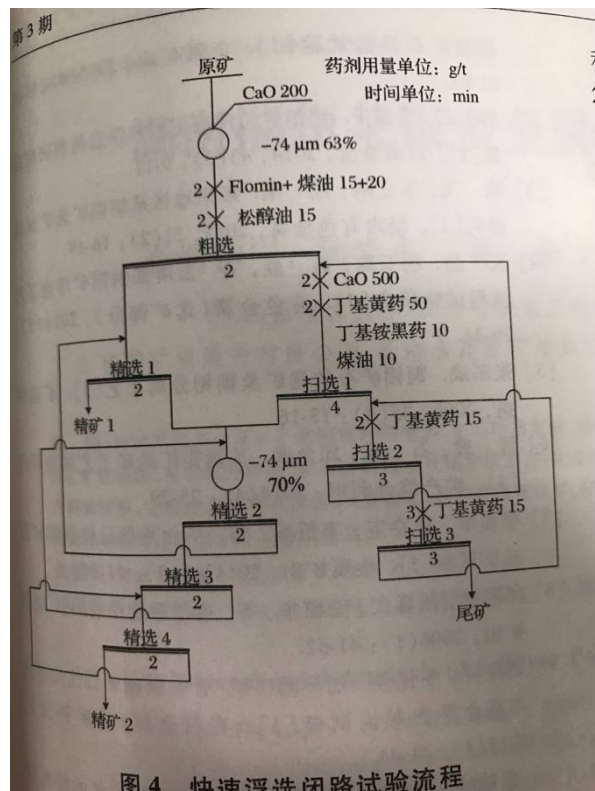 第3期
原矿
药剂用量单位：g/t
CaO 200
时间单位：min
2
-74 μm 63%
2 Flomin+ 煤油 15+20
2 松醇油 15
粗选
2
2 CaO 500
2 丁基黄药 50
丁基铵黑药 10
煤油 10
精选 1
2
扫选 1
4
精矿 1
2 丁基黄药 15
-74 μm
70%
扫选 2
3
精选 2
2
3 丁基黄药 15
扫选 3
3
精选 3
2
尾矿
精选 4
2
精矿 2
图 4 快速浮选闭路试验流程